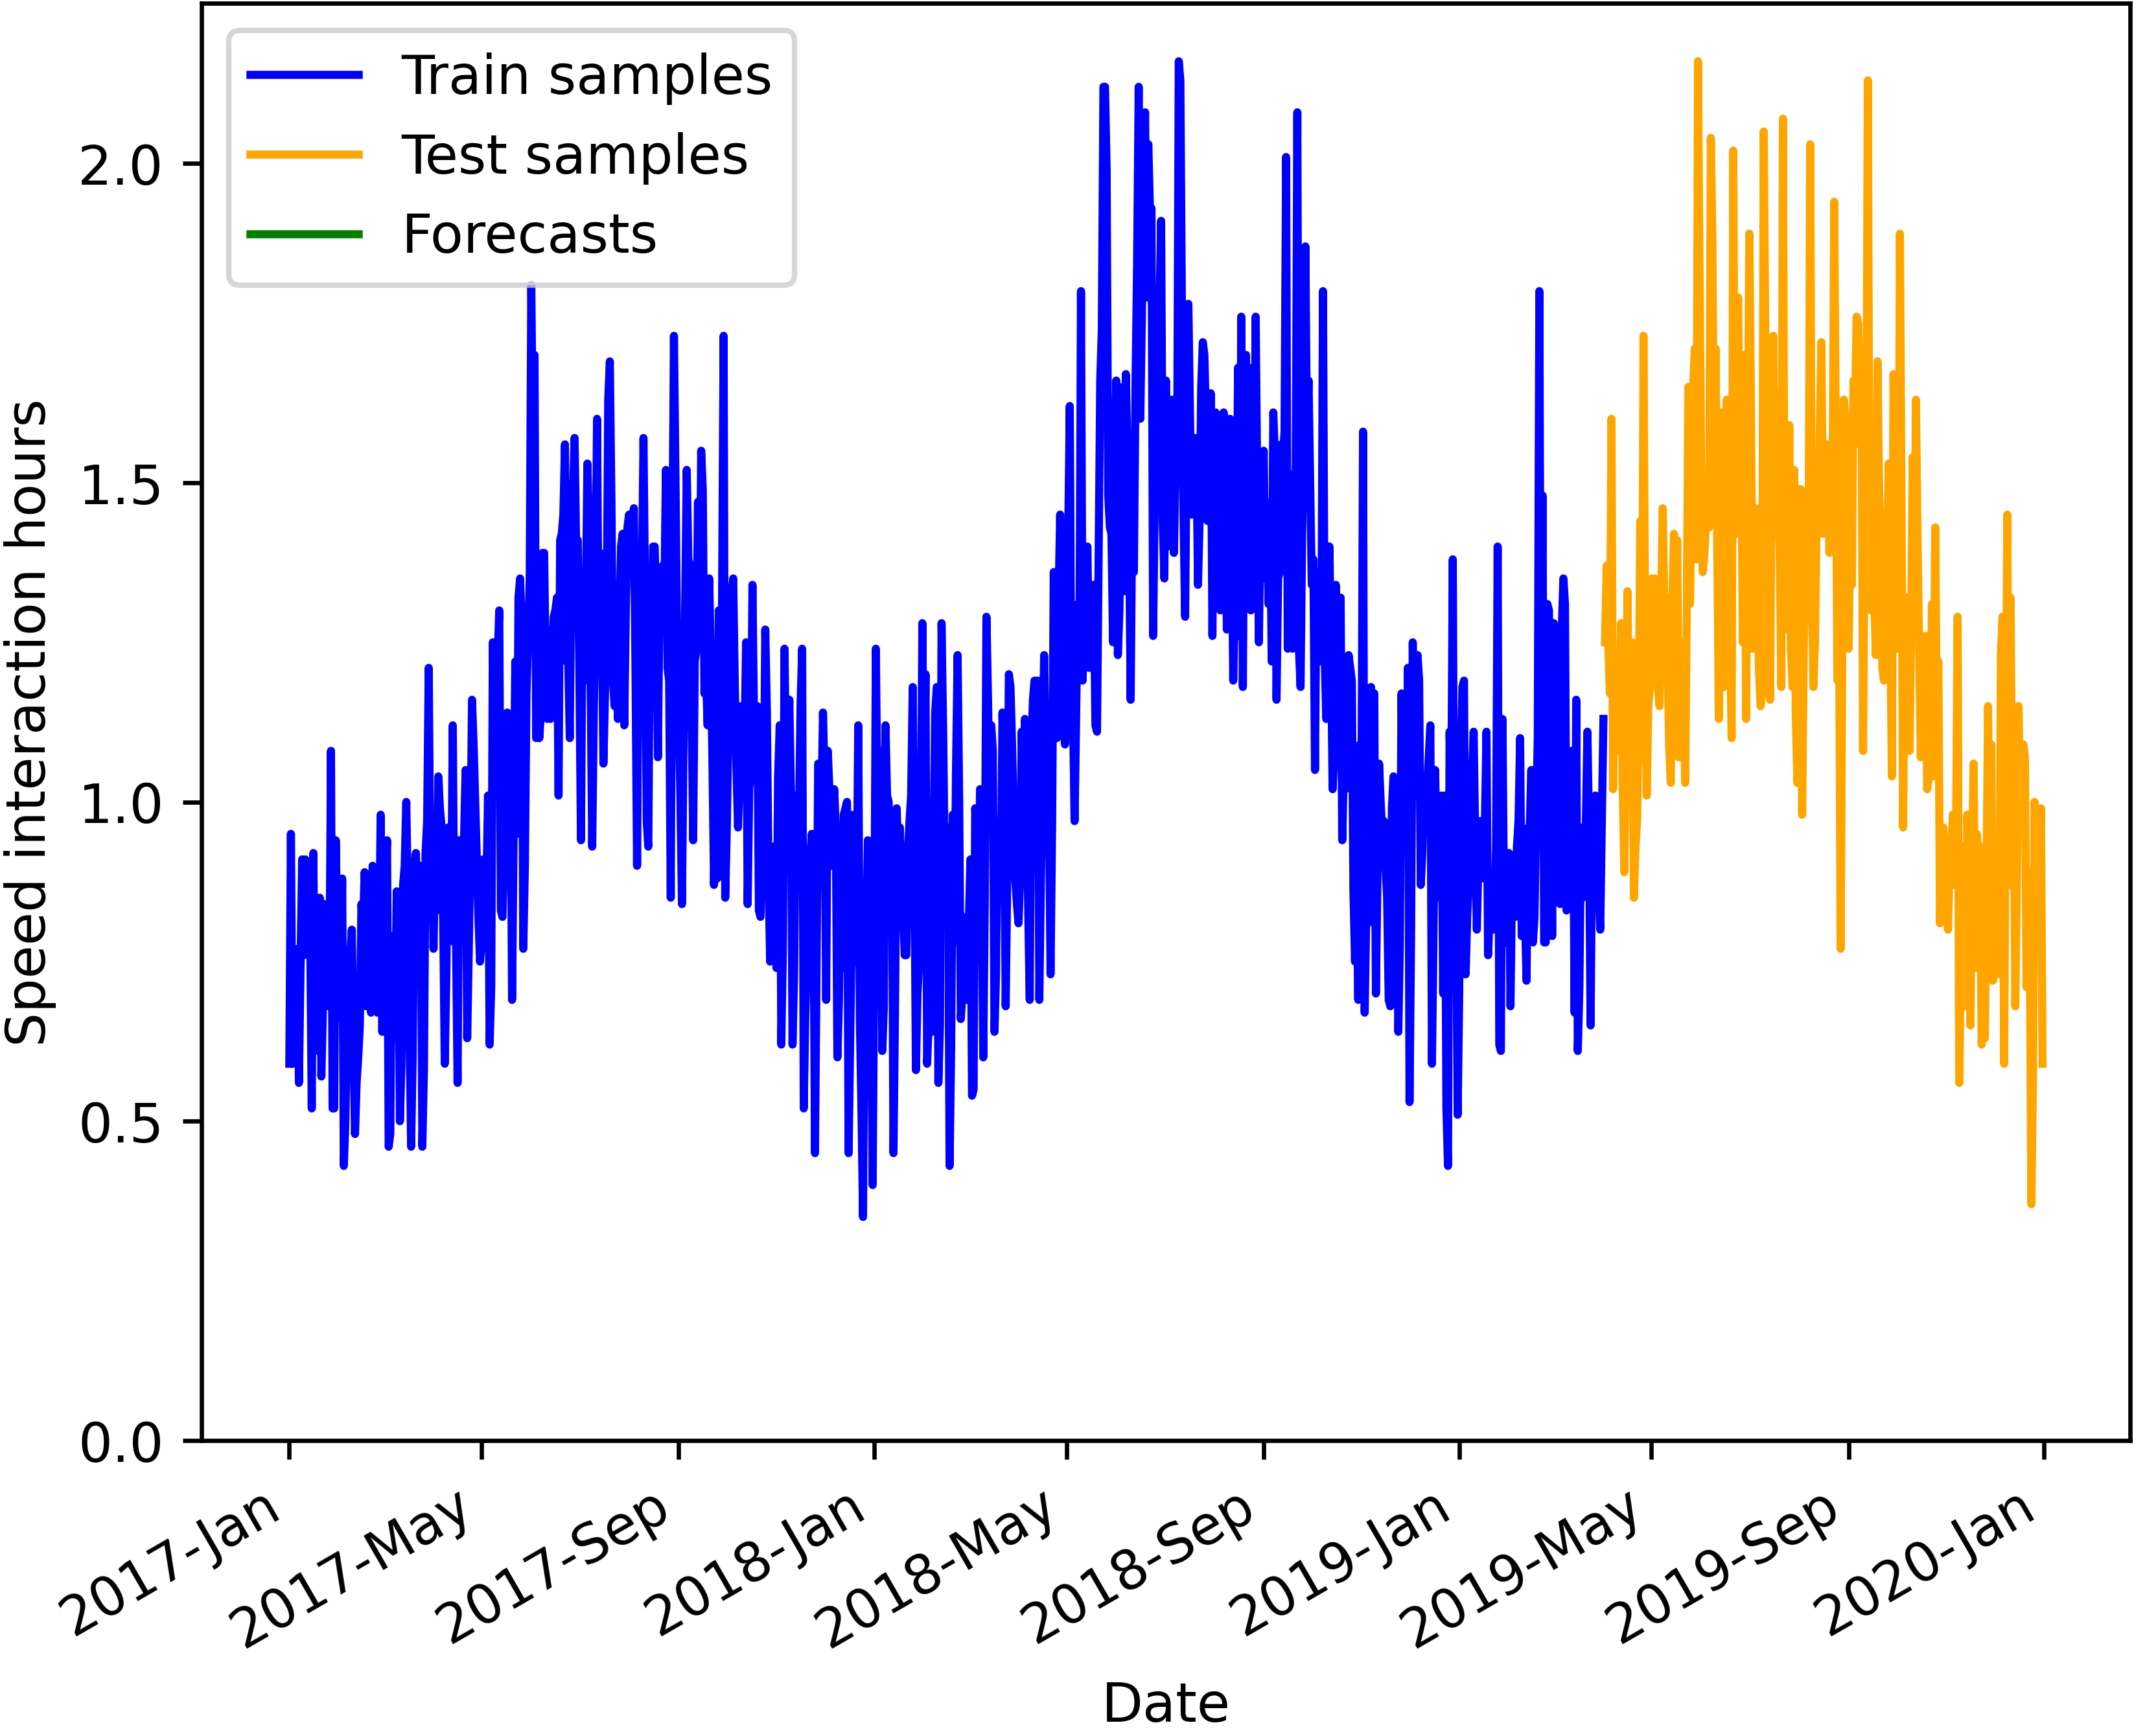 Train samples
Test samples
Forecasts
Speed interaction hours
2.0
1.5
1.0
0.5
0.0
2017-Jan
2017-May
2017-Sep
2018-Jan
2018-May
2018-Sep
2019-Jan
2019-May
2019-Sep
2020-Jan
Date